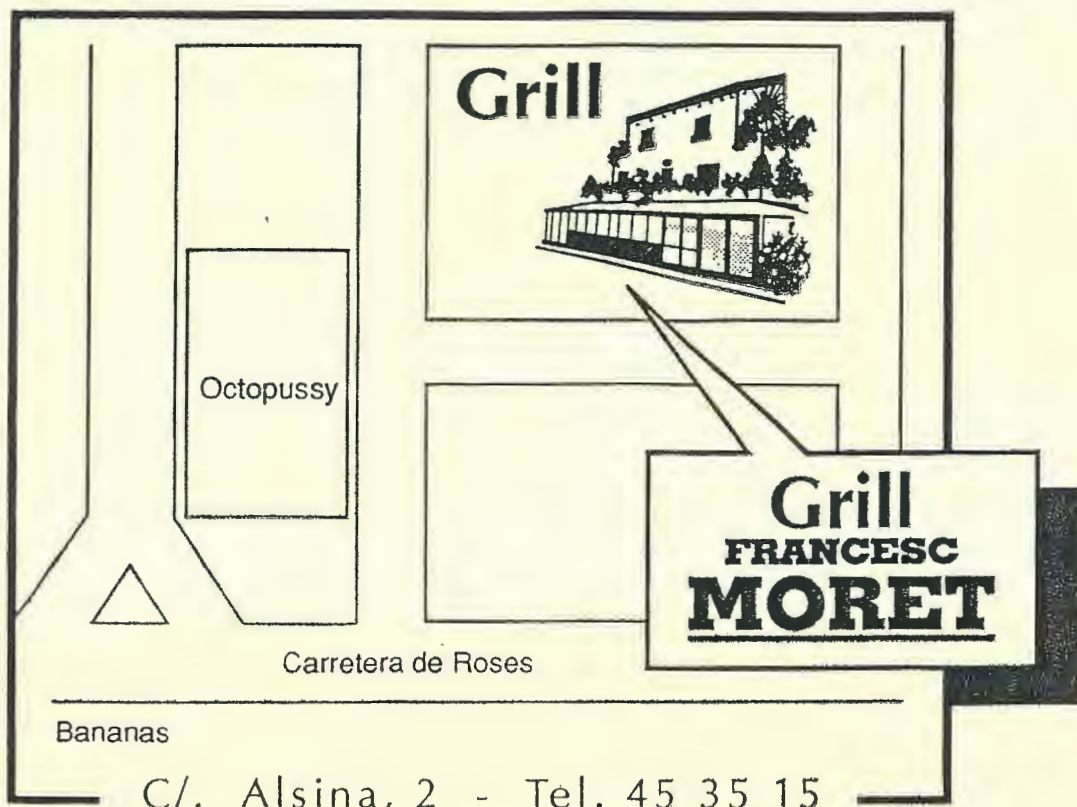 Grill
Octopussy
Grill
FRANCESC
MORET
Carretera de Roses
Bananas
C/. Alsina, 2 - Tel. 45 35 15